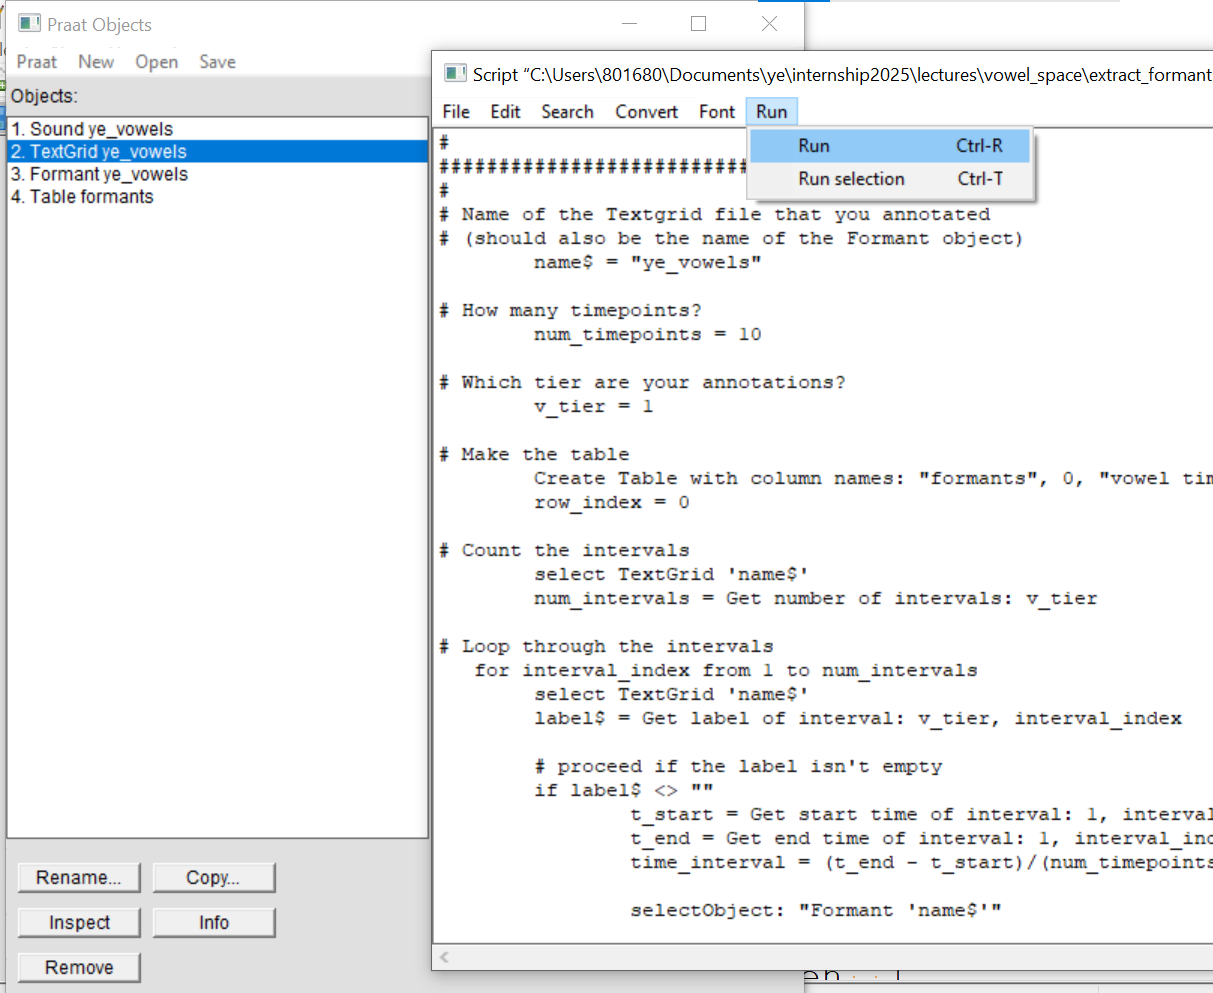 Praat Objects
Praat New Open Save
Objects:
1. Sound ye_vowels
2. TextGrid ye_vowels
3. Formant ye_vowels
4. Table formants
Rename... Copy...
Inspect Info
Remove
Script "C:\Users\801680\Documents\ye\internship2025\lectures\vowel_space\extract_formant
File Edit Search Convert Font Run
Run Ctrl-R
Run selection Ctrl-T
#
##########################
#
# Name of the Textgrid file that you annotated
# (should also be the name of the Formant object)
name$ = "ye_vowels"
# How many timepoints?
num_timepoints = 10
# Which tier are your annotations?
v_tier = 1
# Make the table
Create Table with column names: "formants", 0, "vowel tim
row_index = 0
# Count the intervals
select TextGrid 'name$'
num_intervals = Get number of intervals: v_tier
# Loop through the intervals
for interval_index from 1 to num_intervals
select TextGrid 'name$'
label$ = Get label of interval: v_tier, interval_index
# proceed if the label isn't empty
if label$ <> ""
t_start = Get start time of interval: 1, interval
t_end = Get end time of interval: 1, interval_ind
time_interval = (t_end - t_start)/(num_timepoints
selectObject: "Formant 'name$'"